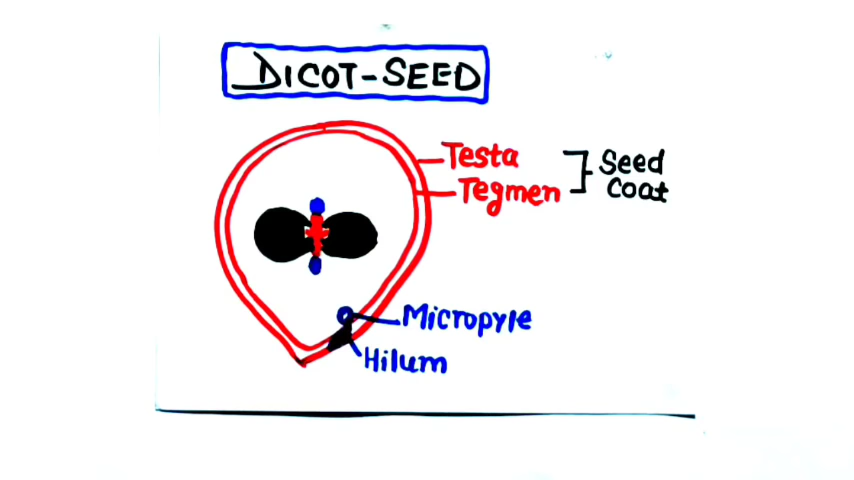 DICOT-SEED
Testa
Tegmen
Seed
Coat
Micropyle
Hilum